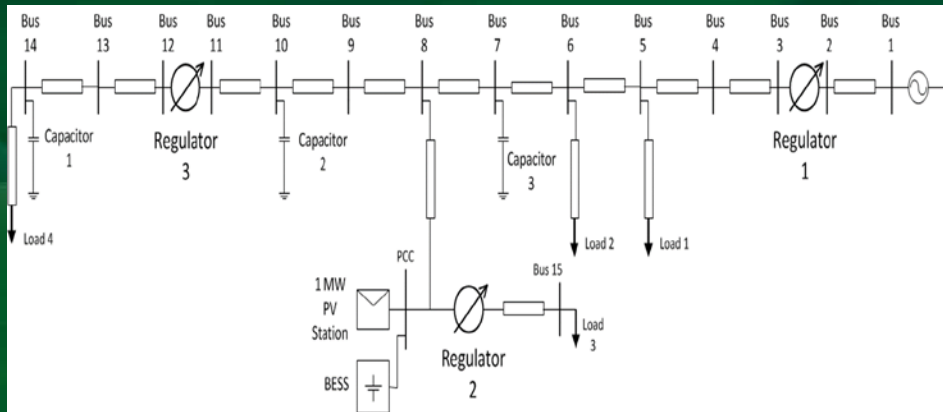 Bus Bus Bus Bus Bus Bus Bus Bus Bus Bus Bus Bus Bus Bus
14 13 12 11 10 9 8 7 6 5 4 3 2 1
Capacitor
1
Regulator
3
Capacitor
2
Capacitor
3
Regulator
1
Load 4
Load 2
Load 1
PCC
Bus 15
1 MW
PV
Station
Load
3
BESS
Regulator
2